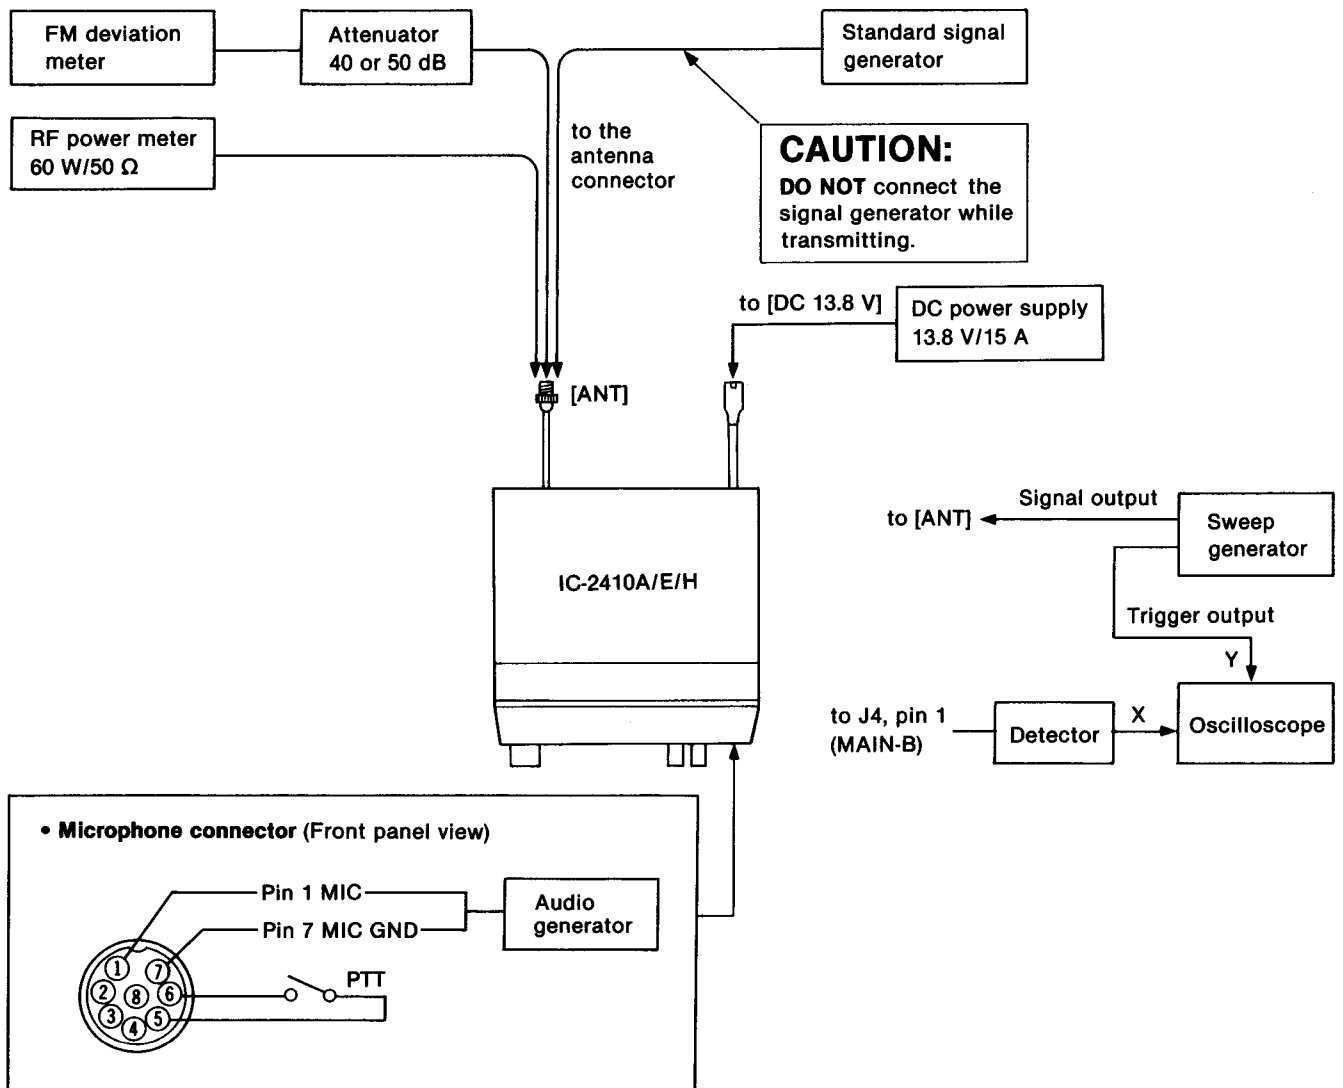 FM deviation
meter
Attenuator
40 or 50 dB
Standard signal
generator
RF power meter
60 W/50 Ω
to the
antenna
connector
CAUTION:
DO NOT connect the
signal generator while
transmitting.
to [DC 13.8 V]
DC power supply
13.8 V/15 A
[ANT]
IC-2410A/E/H
to [ANT]
Signal output
Sweep
generator
Trigger output
Y
to J4, pin 1
(MAIN-B)
Detector
X
Oscilloscope
• Microphone connector (Front panel view)
Pin 1 MIC
Pin 7 MIC GND
Audio
generator
PTT
1
7
2
8
6
3
4
5